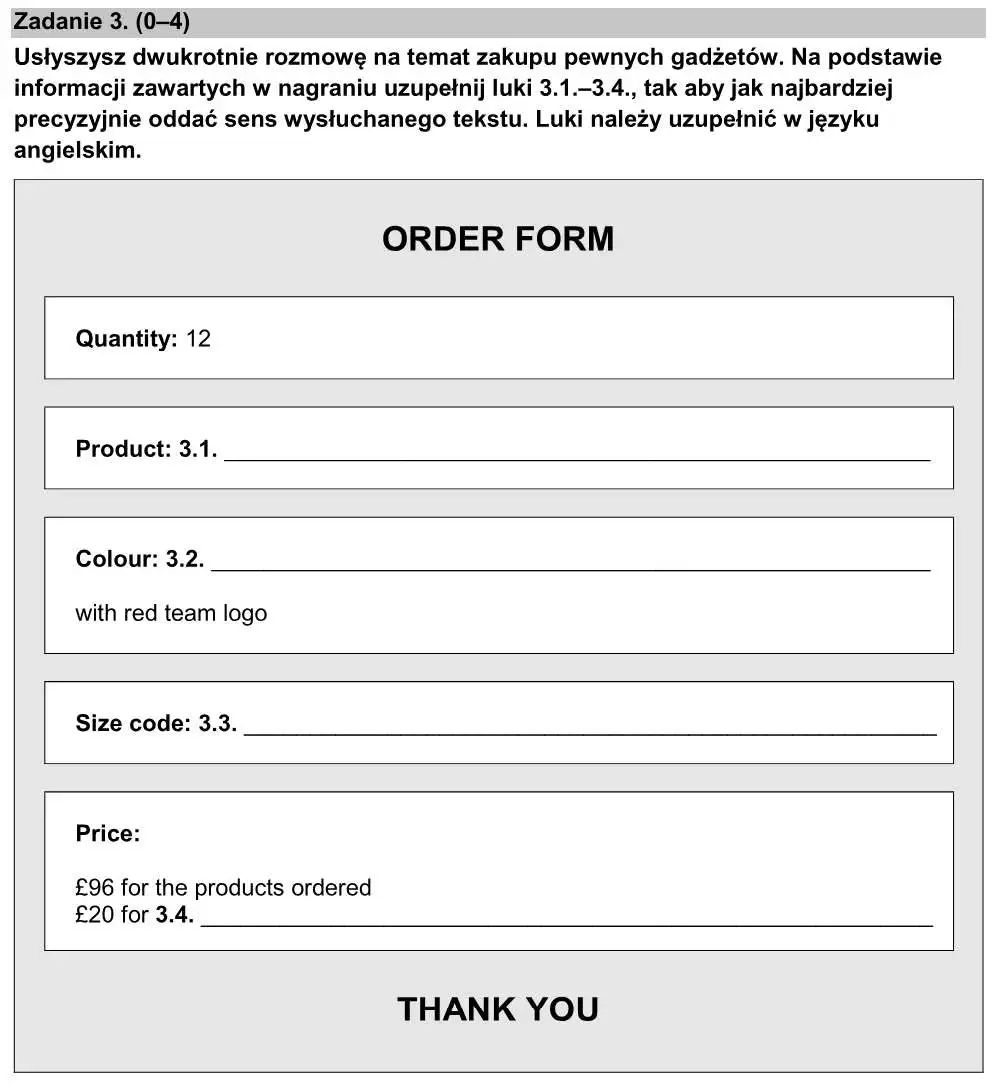 Zadanie 3. (0–4)
Usłyszysz dwukrotnie rozmowę na temat zakupu pewnych gadżetów. Na podstawie
informacji zawartych w nagraniu uzupełnij luki 3.1.–3.4., tak aby jak najbardziej
precyzyjnie oddać sens wysłuchanego tekstu. Luki należy uzupełnić w języku
angielskim.
ORDER FORM
Quantity: 12
Product: 3.1.
Colour: 3.2.
with red team logo
Size code: 3.3.
Price:
£96 for the products ordered
£20 for 3.4.
THANK YOU